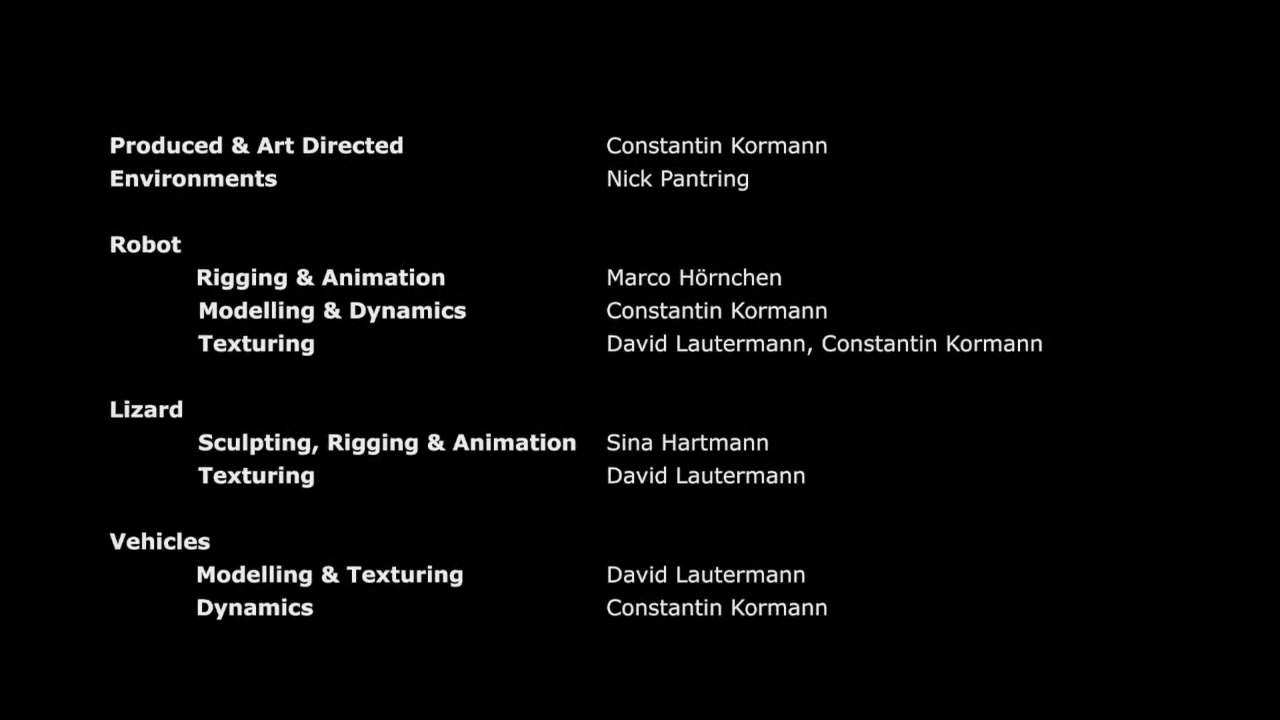 Produced & Art Directed Constantin Kormann
Environments Nick Pantring
Robot
Rigging & Animation Marco Hörnchen
Modelling & Dynamics Constantin Kormann
Texturing David Lautermann, Constantin Kormann
Lizard
Sculpting, Rigging & Animation Sina Hartmann
Texturing David Lautermann
Vehicles
Modelling & Texturing David Lautermann
Dynamics Constantin Kormann